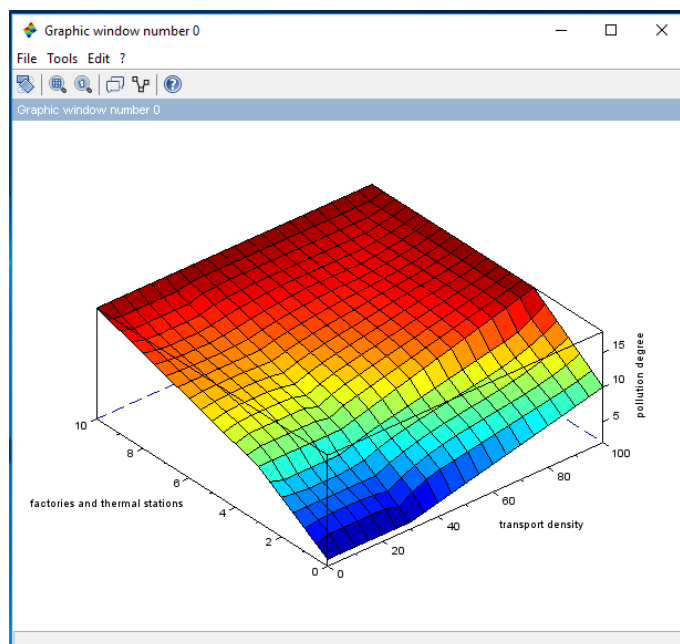 Graphic window number 0
File Tools Edit ?
Graphic window number 0
15
10
5
pollution degree
10
8
6
4
2
0
factories and thermal stations
0
20
40
60
80
100
transport density